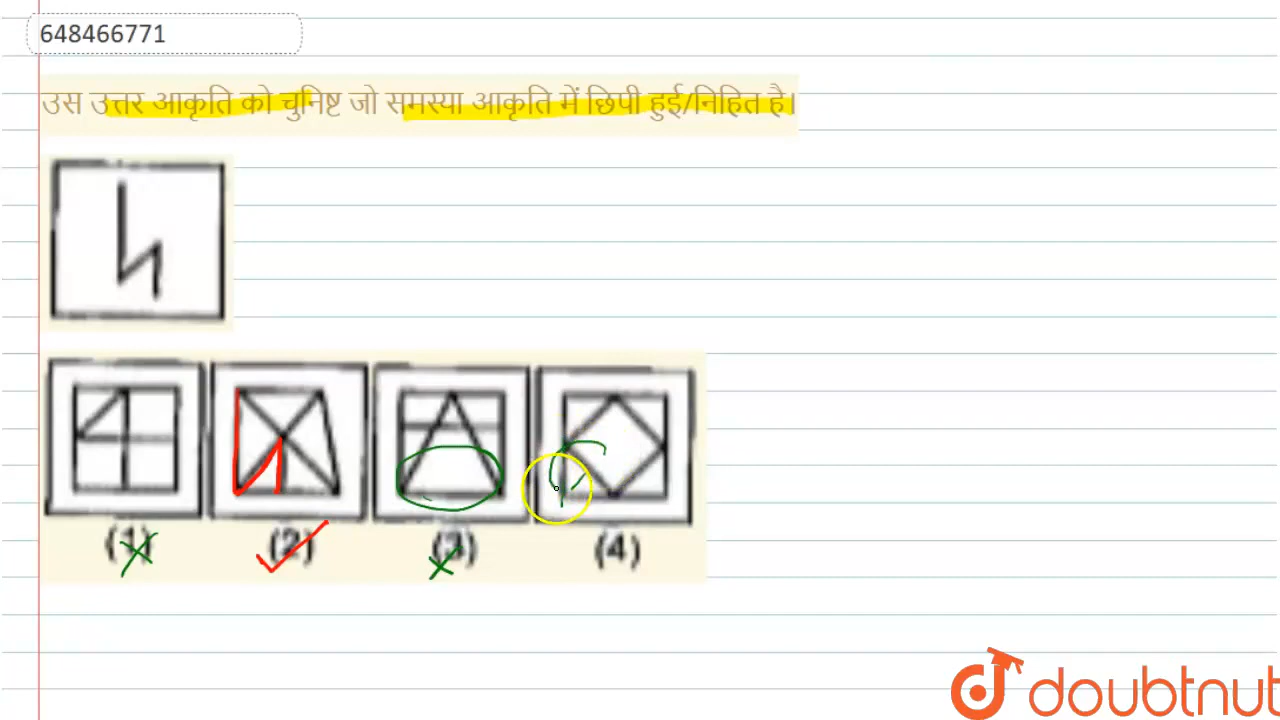 648466771
उस उत्तर आकृति को चुनिष्ट जो समस्या आकृति में छिपी हुई/निहित है।
(1) (2) (3) (4)
doubtnut